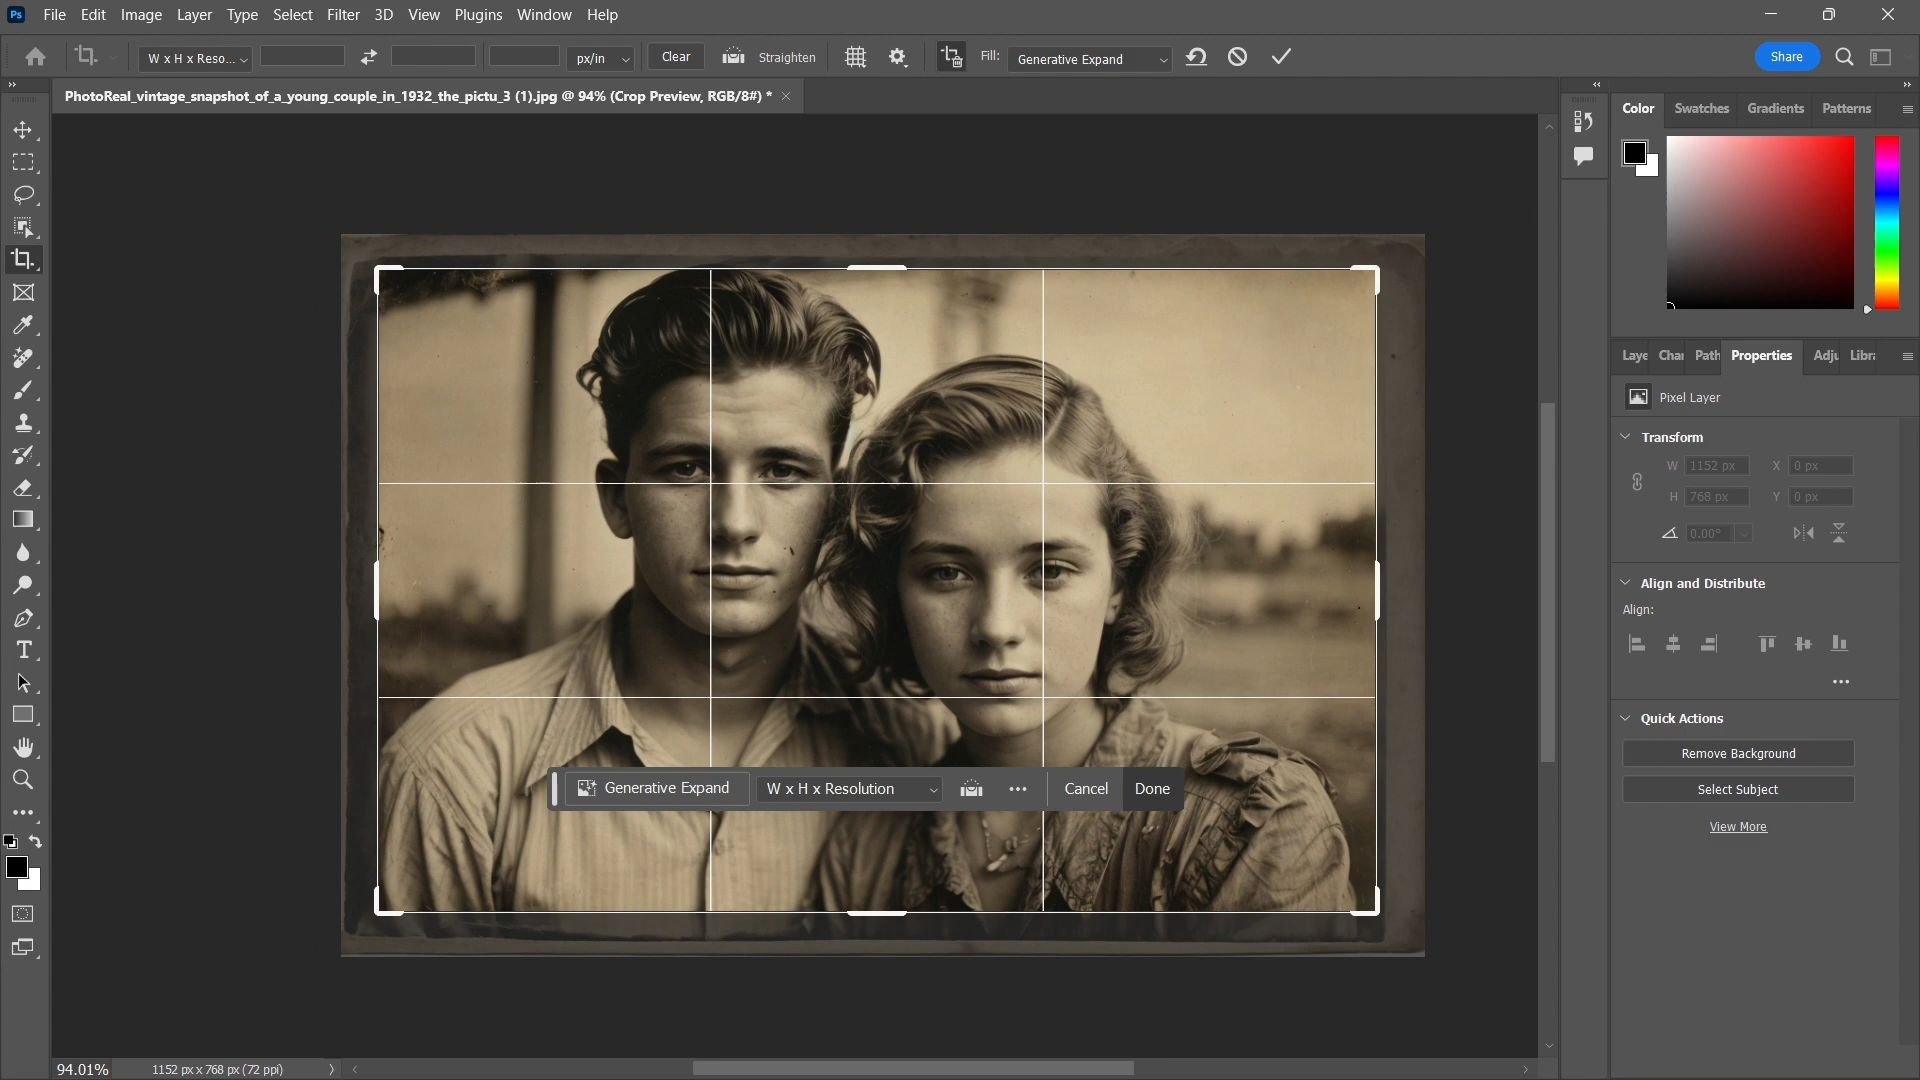 Ps File Edit Image Layer Type Select Filter 3D View Plugins Window Help
W x H x Reso... px/in Clear Straighten Fill: Generative Expand Share
PhotoReal_vintage_snapshot_of_a_young_couple_in_1932_the_pictu_3 (1).jpg @ 94% (Crop Preview, RGB/8#) *
Color Swatches Gradients Patterns
Laye Char Path Properties Adju Libra
Pixel Layer
Transform
W 1152 px X 0 px
H 768 px Y 0 px
0.00°
Align and Distribute
Align:
Quick Actions
Remove Background
Select Subject
View More
Generative Expand W x H x Resolution Cancel Done
94.01% 1152 px x 768 px (72 ppi)